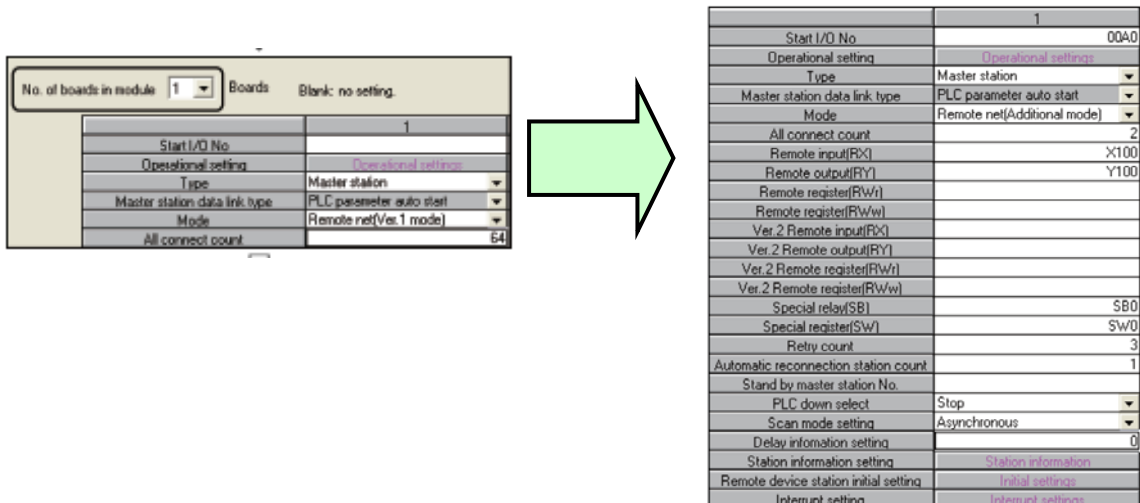 No. of boards in module 1 Boards Blank: no setting.
1
Start I/O No
Operational setting Operational settings
Type Master station
Master station data link type PLC parameter auto start
Mode Remote net(Ver.1 mode)
All connect count 64
1
Start I/O No 00A0
Operational setting Operational settings
Type Master station
Master station data link type PLC parameter auto start
Mode Remote net(Additional mode)
All connect count 2
Remote input(RX) X100
Remote output(RY) Y100
Remote register(RWr)
Remote register(RWw)
Ver.2 Remote input(RX)
Ver.2 Remote output(RY)
Ver.2 Remote register(RWr)
Ver.2 Remote register(RWw)
Special relay(SB) SB0
Special register(SW) SW0
Retry count 3
Automatic reconnection station count 1
Stand by master station No.
PLC down select Stop
Scan mode setting Asynchronous
Delay infomation setting 0
Station information setting Station information
Remote device station initial setting Initial settings
Interrupt setting Interrupt settings